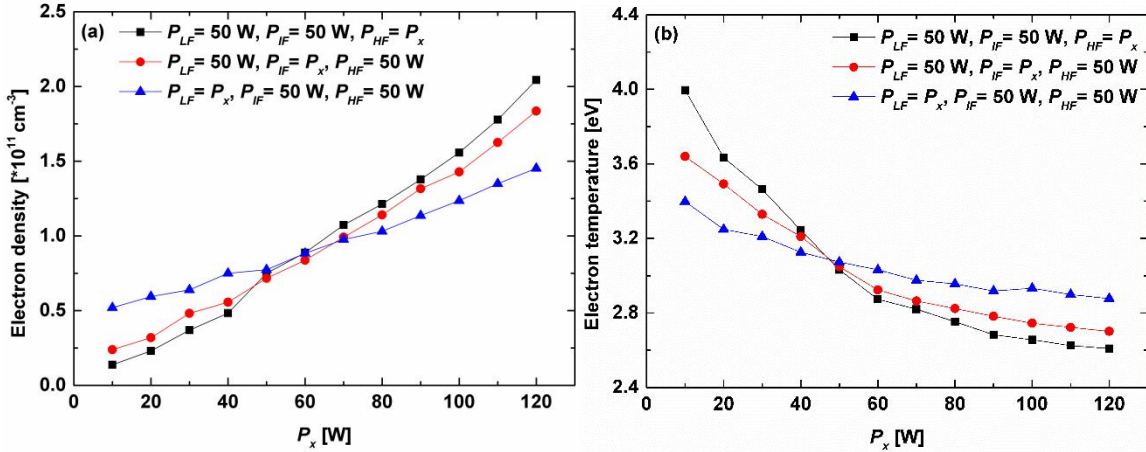 (a)
P_LF = 50 W, P_IF = 50 W, P_HF = P_x
P_LF = 50 W, P_IF = P_x, P_HF = 50 W
P_LF = P_x, P_IF = 50 W, P_HF = 50 W
Electron density [*10^11 cm^-3]
2.5
2.0
1.5
1.0
0.5
0.0
0 20 40 60 80 100 120
P_x [W]
(b)
P_LF = 50 W, P_IF = 50 W, P_HF = P_x
P_LF = 50 W, P_IF = P_x, P_HF = 50 W
P_LF = P_x, P_IF = 50 W, P_HF = 50 W
Electron temperature [eV]
4.4
4.0
3.6
3.2
2.8
2.4
0 20 40 60 80 100 120
P_x [W]